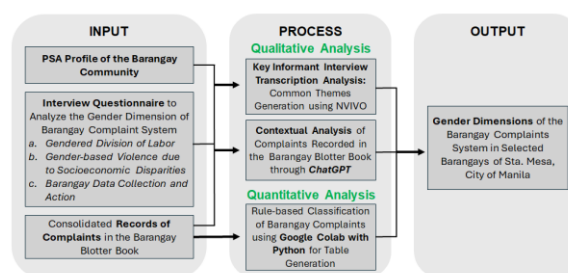 INPUT
PSA Profile of the Barangay
Community
Interview Questionnaire to
Analyze the Gender Dimension of
Barangay Complaint System
a. Gendered Division of Labor
b. Gender-based Violence due
to Socioeconomic Disparities
c. Barangay Data Collection and
Action
Consolidated Records of
Complaints in the Barangay
Blotter Book
PROCESS
Qualitative Analysis
Key Informant Interview
Transcription Analysis:
Common Themes
Generation using NVIVO
Contextual Analysis of
Complaints Recorded in
the Barangay Blotter Book
through ChatGPT
Quantitative Analysis
Rule-based Classification
of Barangay Complaints
using Google Colab with
Python for Table
Generation
OUTPUT
Gender Dimensions of the
Barangay Complaints
System in Selected
Barangays of Sta. Mesa,
City of Manila